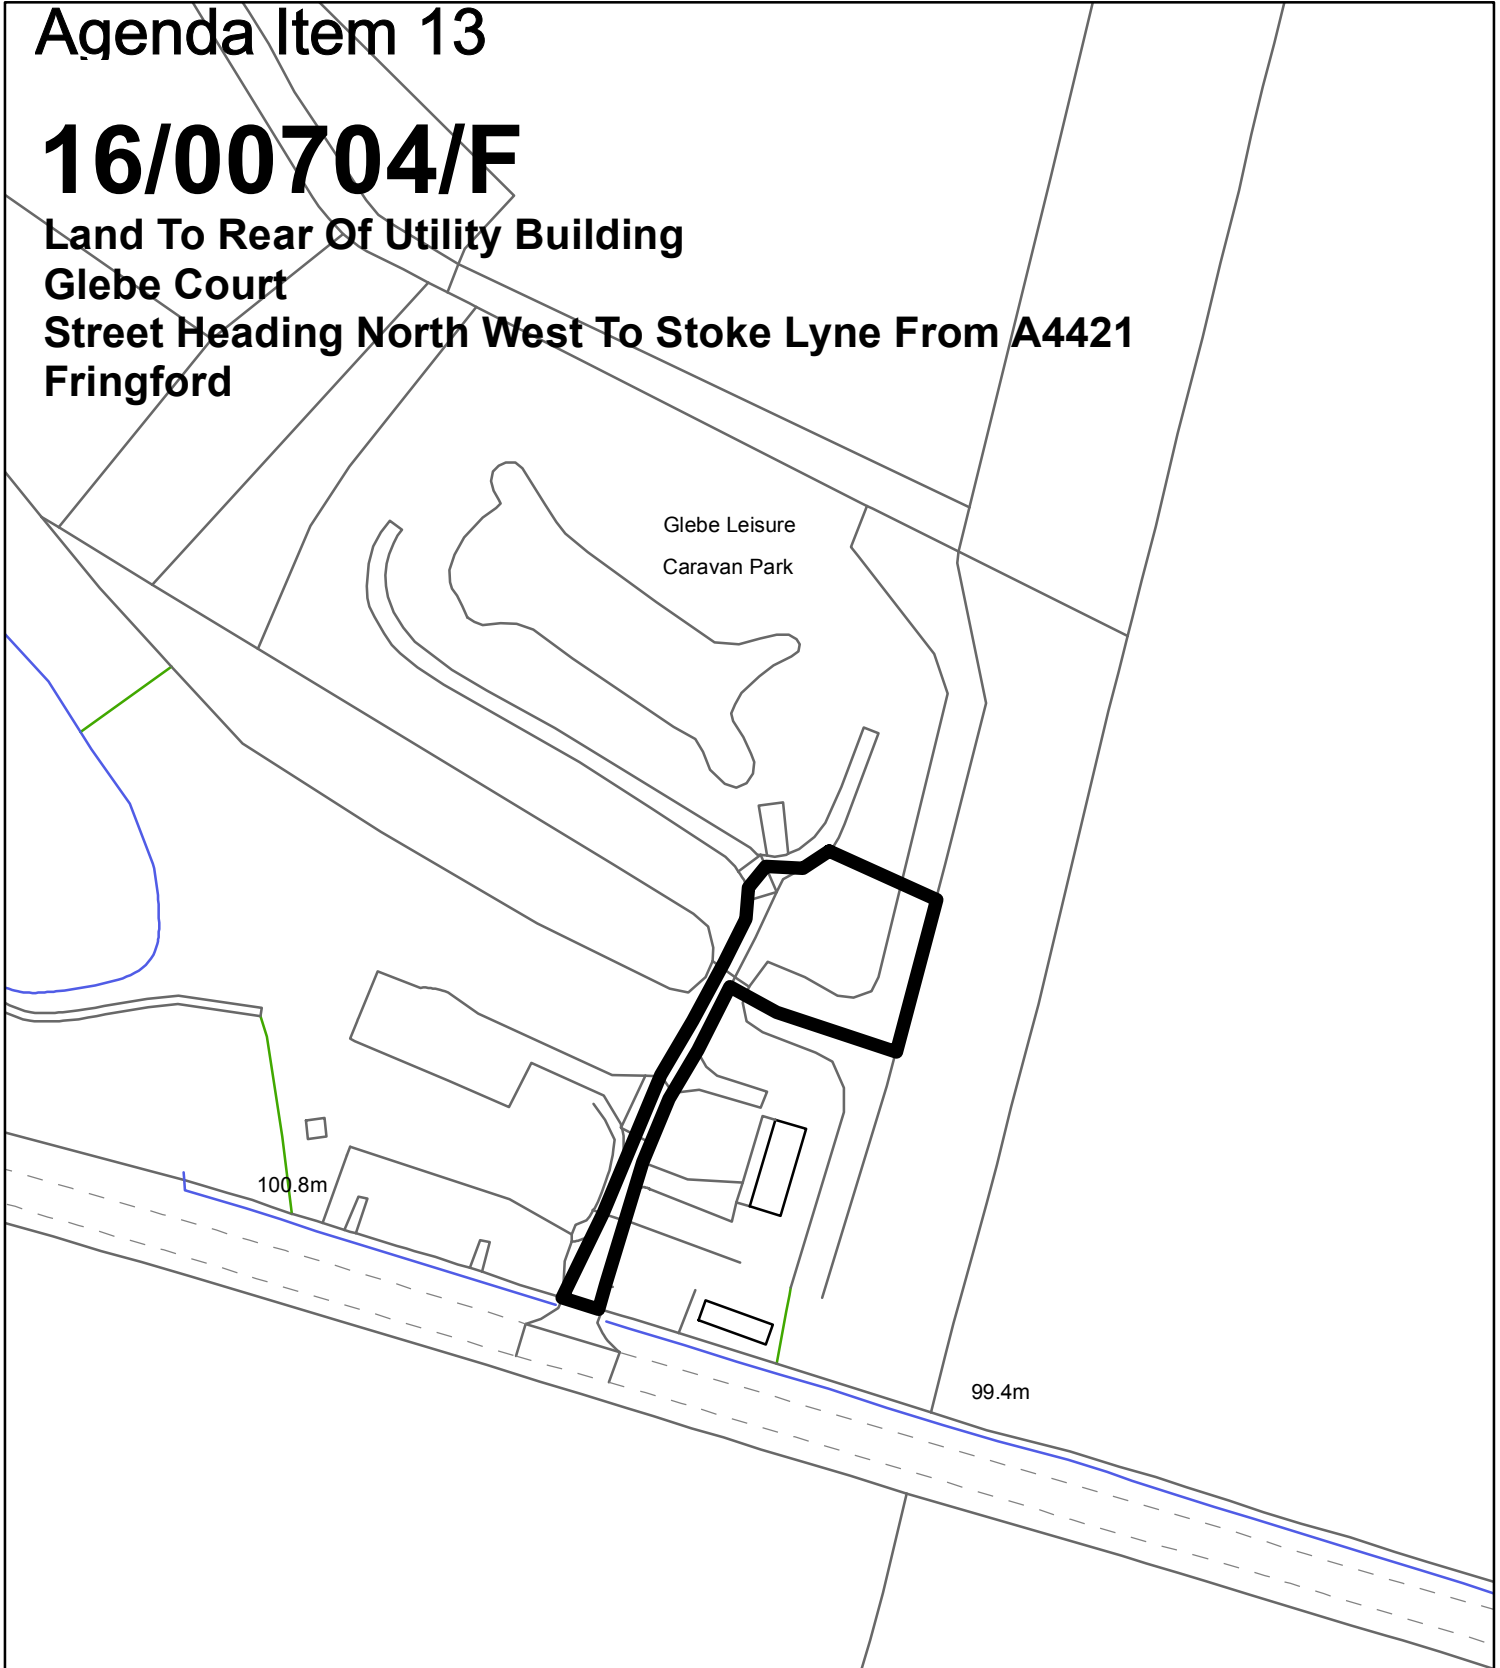 Agenda Item 13
16/00704/F
Land To Rear Of Utility Building
Glebe Court
Street Heading North West To Stoke Lyne From A4421
Fringford
Glebe Leisure
Caravan Park
100.8m
99.4m